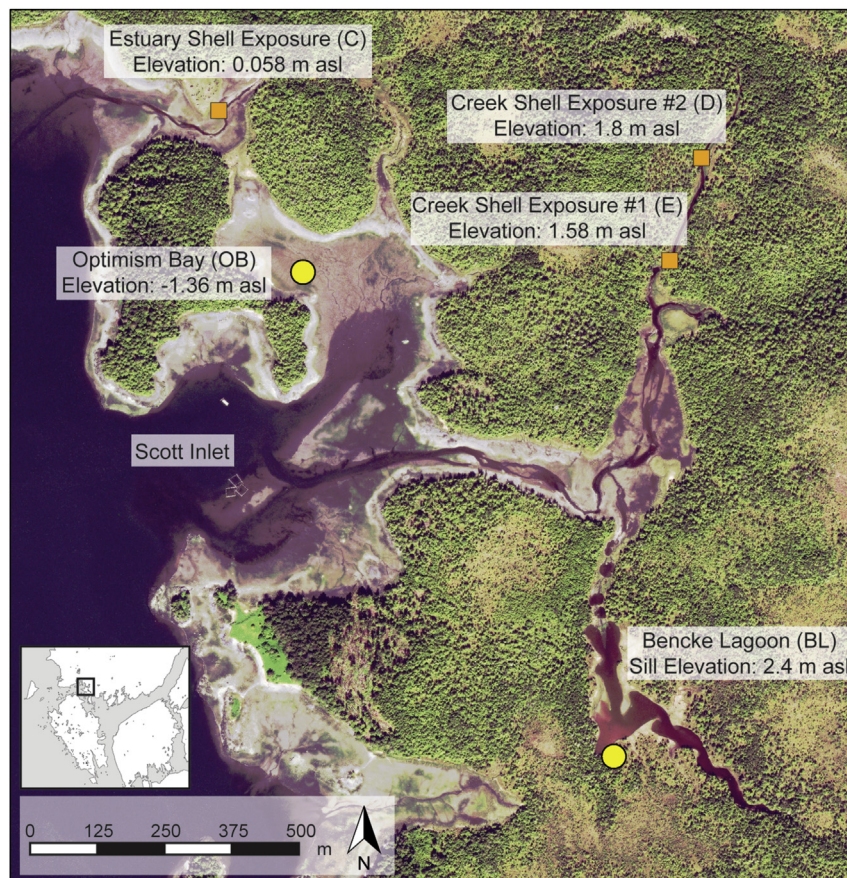 Estuary Shell Exposure (C)
Elevation: 0.058 m asl
Creek Shell Exposure #2 (D)
Elevation: 1.8 m asl
Creek Shell Exposure #1 (E)
Elevation: 1.58 m asl
Optimism Bay (OB)
Elevation: -1.36 m asl
Scott Inlet
Bencke Lagoon (BL)
Sill Elevation: 2.4 m asl
0 125 250 375 500
m
N